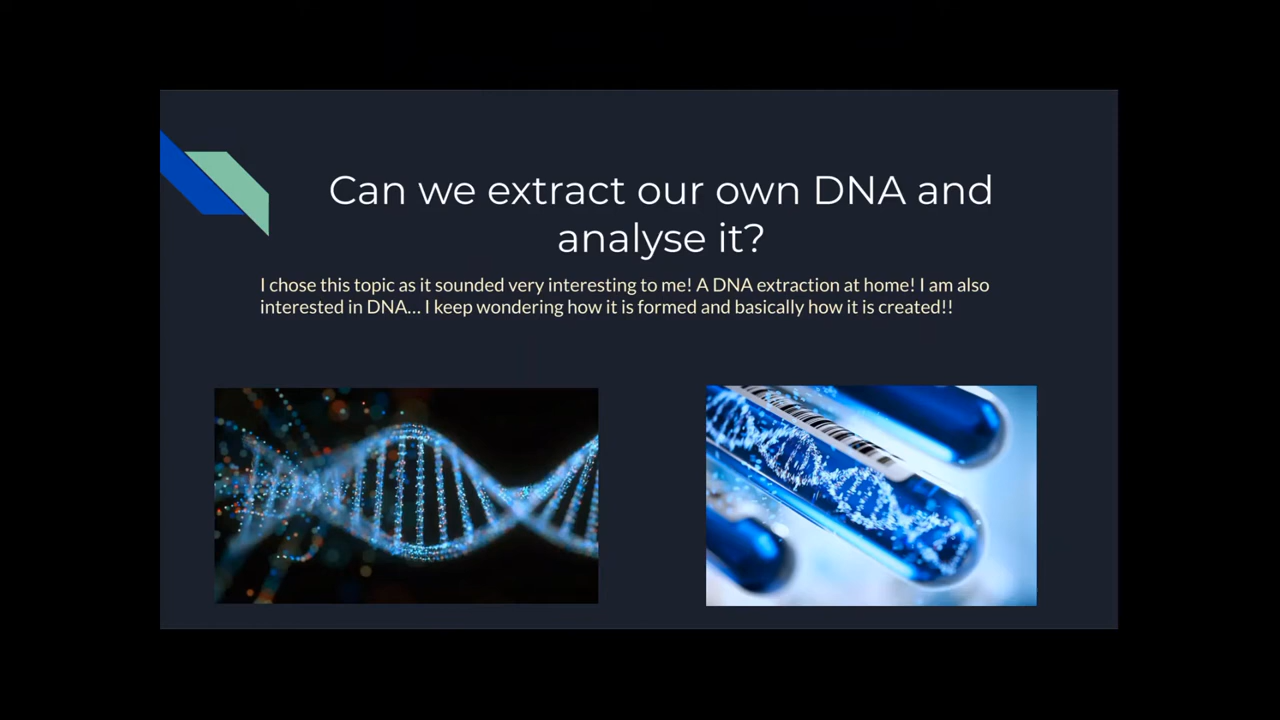 Can we extract our own DNA and
analyse it?
I chose this topic as it sounded very interesting to me! A DNA extraction at home! I am also
interested in DNA... I keep wondering how it is formed and basically how it is created!!